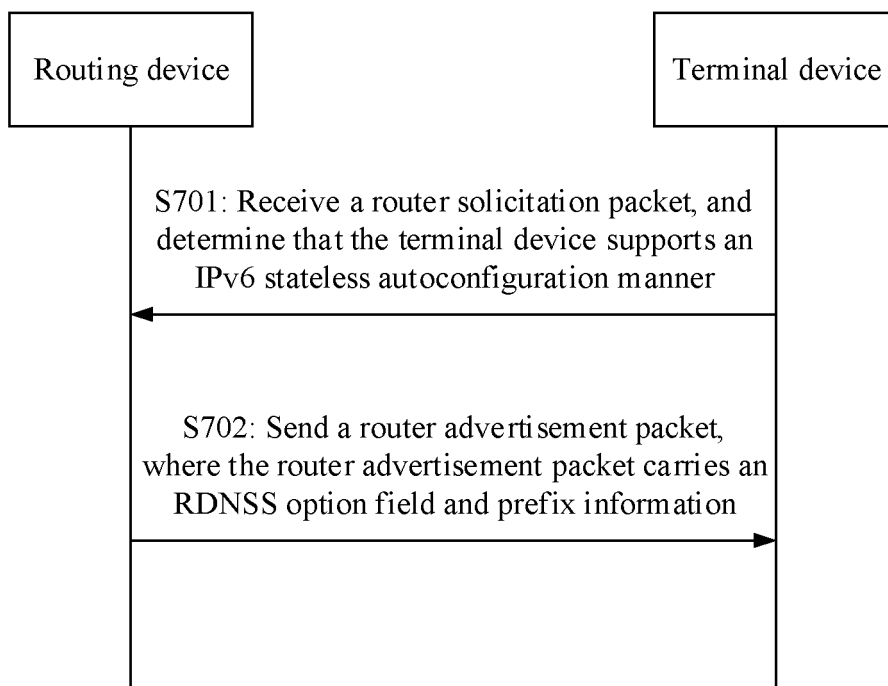 Routing device
Terminal device
S701: Receive a router solicitation packet, and
determine that the terminal device supports an
IPv6 stateless autoconfiguration manner
S702: Send a router advertisement packet,
where the router advertisement packet carries an
RDNSS option field and prefix information